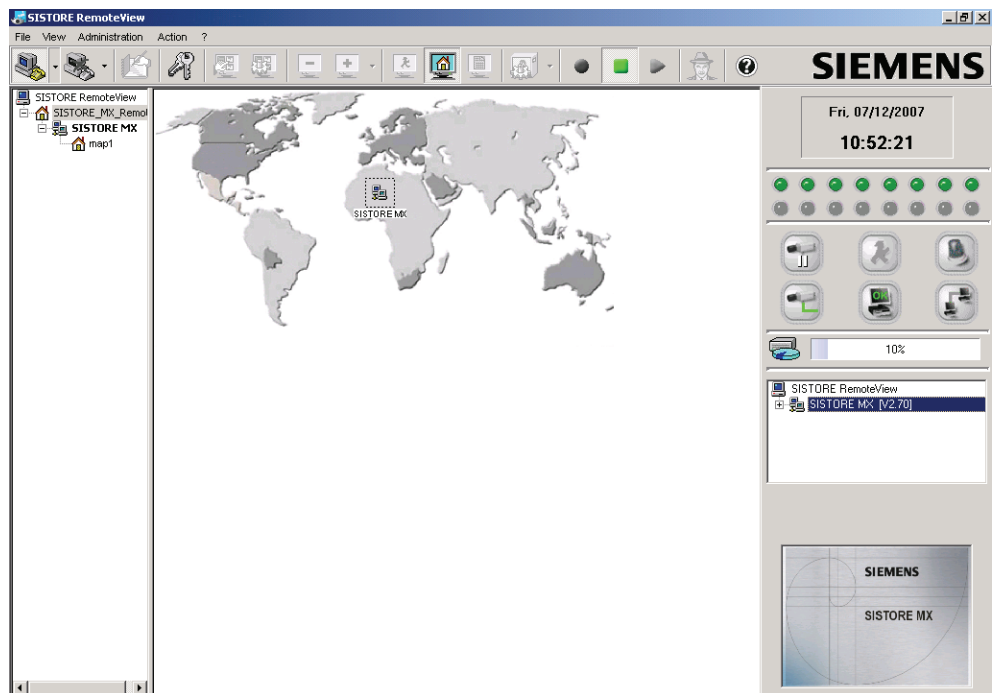 SISTORE RemoteView
File View Administration Action ?
SIEMENS
SISTORE RemoteView
SISTORE_MX_Remot
SISTORE MX
map1
SISTORE MX
Fri, 07/12/2007
10:52:21
OK
10%
SISTORE RemoteView
SISTORE MX [V2.70]
SIEMENS
SISTORE MX